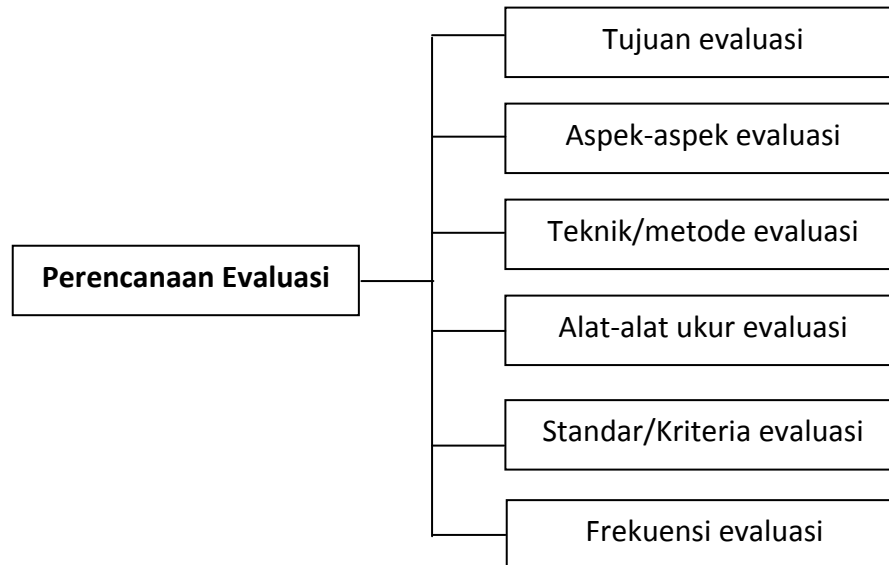 Tujuan evaluasi
Aspek-aspek evaluasi
Teknik/metode evaluasi
Perencanaan Evaluasi
Alat-alat ukur evaluasi
Standar/Kriteria evaluasi
Frekuensi evaluasi